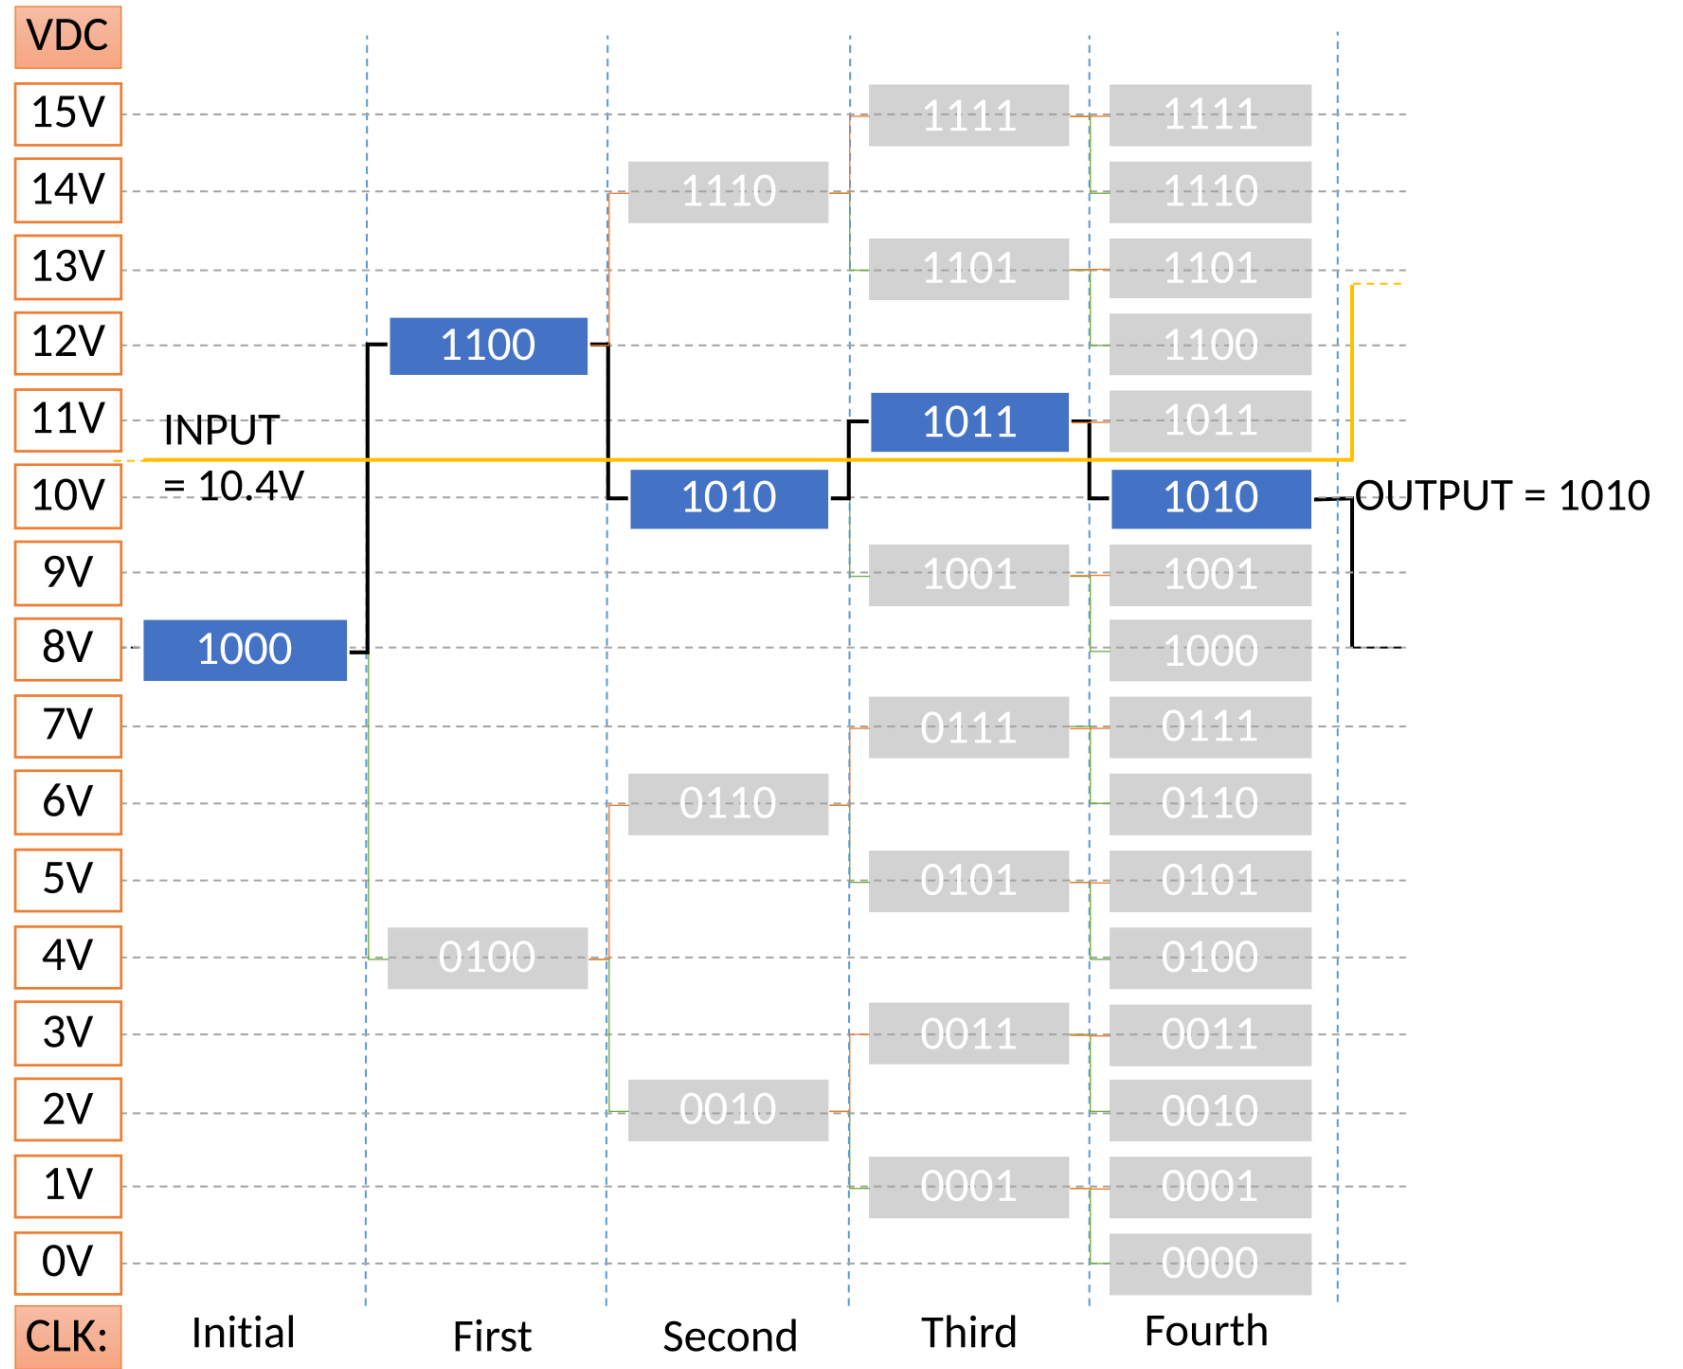 VDC
15V 1111 1111
14V 1110 1110
13V 1101 1101
12V 1100 1100
11V 1011 1011
INPUT
= 10.4V
10V 1010 1010 OUTPUT = 1010
9V 1001 1001
8V 1000 1000
7V 0111 0111
6V 0110 0110
5V 0101 0101
4V 0100 0100
3V 0011 0011
2V 0010 0010
1V 0001 0001
0V 0000
CLK: Initial First Second Third Fourth